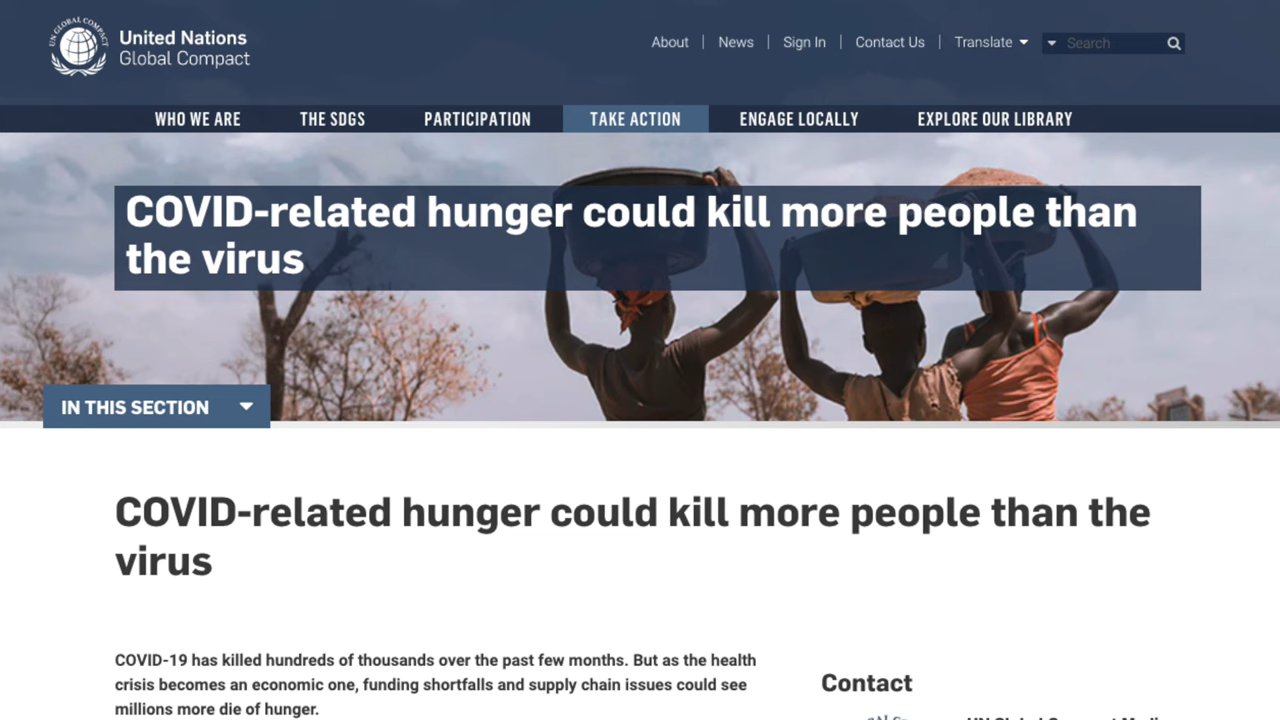 UN GLOBAL COMPACT
United Nations
Global Compact
About
News
Sign In
Contact Us
Translate
Search
WHO WE ARE
THE SDGS
PARTICIPATION
TAKE ACTION
ENGAGE LOCALLY
EXPLORE OUR LIBRARY
COVID-related hunger could kill more people than
the virus
IN THIS SECTION
COVID-related hunger could kill more people than the
virus
COVID-19 has killed hundreds of thousands over the past few months. But as the health
crisis becomes an economic one, funding shortfalls and supply chain issues could see
millions more die of hunger.
Contact